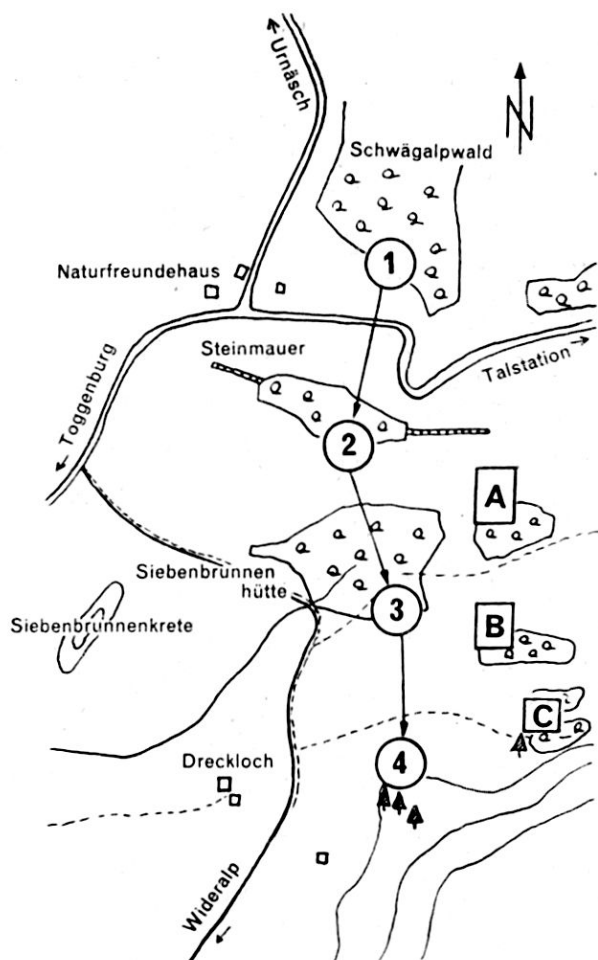 Urnäsch
N
Schwägalpwald
1
Naturfreundehaus
Steinmauer
Talstation
Toggenburg
2
A
Siebenbrunnen
hütte
3
Siebenbrunnenkrete
B
C
Dreckloch
4
Wideralp